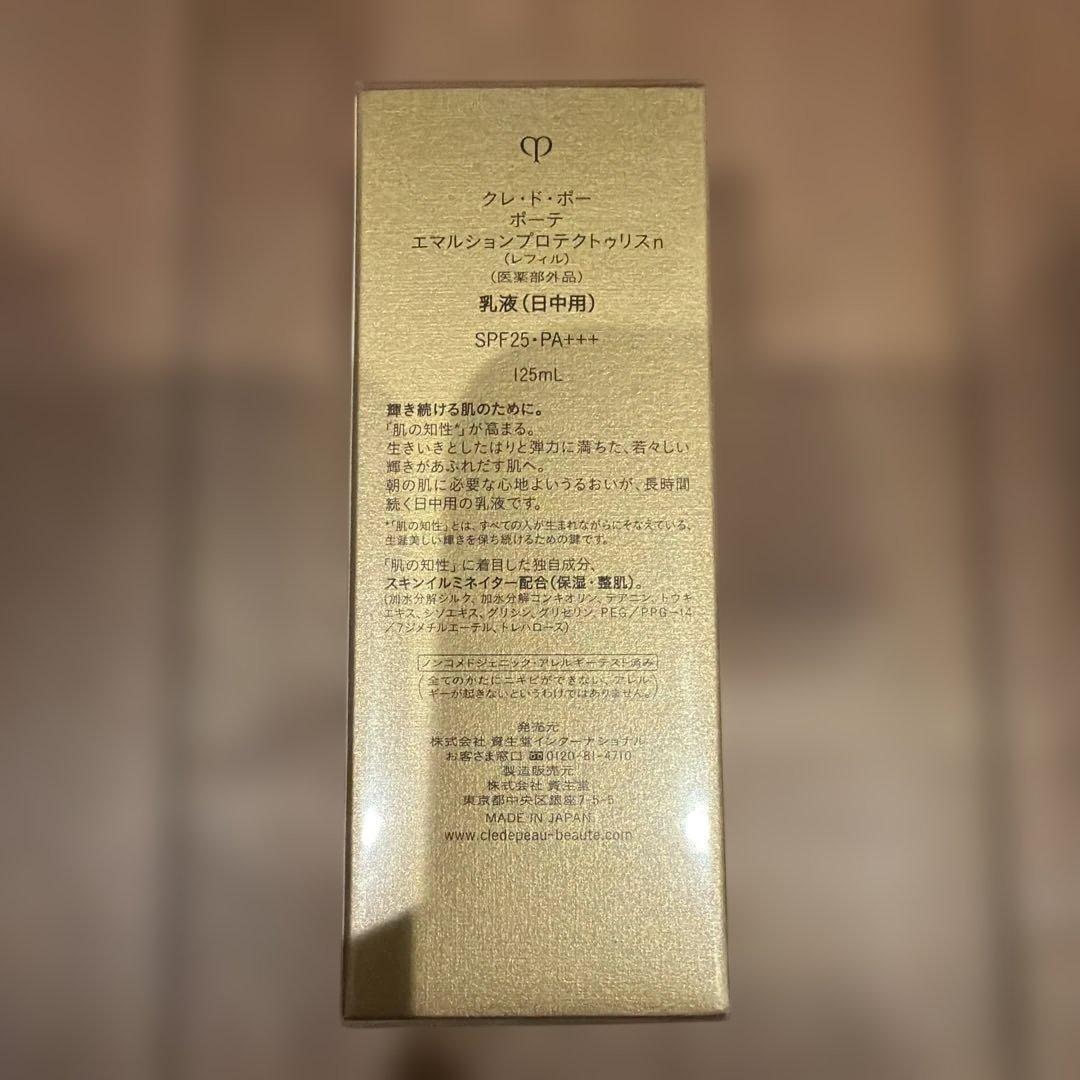 クレ・ド・ポー
ボーテ
エマルションプロテクトゥリスn
(レフィル)
(医薬部外品)
乳液(日中用)
SPF25・PA+++
125mL
輝き続ける肌のために。
「肌の知性*」が高まる。
生きいきとしたはりと弾力に満ちた、若々しい
輝きがあふれだす肌へ。
朝の肌に必要な心地よいうるおいが、長時間
続く日中用の乳液です。
*「肌の知性」とは、すべての人が生まれながらにそなえている、
生涯美しい輝きを保ち続けるための鍵です。
「肌の知性」に着目した独自成分、
スキンイルミネイター配合(保湿・整肌)。
(加水分解シルク、加水分解コンキオリン、テアニン、トウキ
エキス、シソエキス、グリシン、グリセリン、PEG/PPG-14
/7ジメチルエーテル、トレハロース)
ノンコメドジェニック・アレルギーテスト済み
(全てのかたにニキビができない、アレル
ギーが起きないというわけではありません。)
発売元
株式会社 資生堂インターナショナル
お客さま窓口 0120-81-4710
製造販売元
株式会社 資生堂
東京都中央区銀座7-5-5
MADE IN JAPAN
www.cledepeau-beaute.com